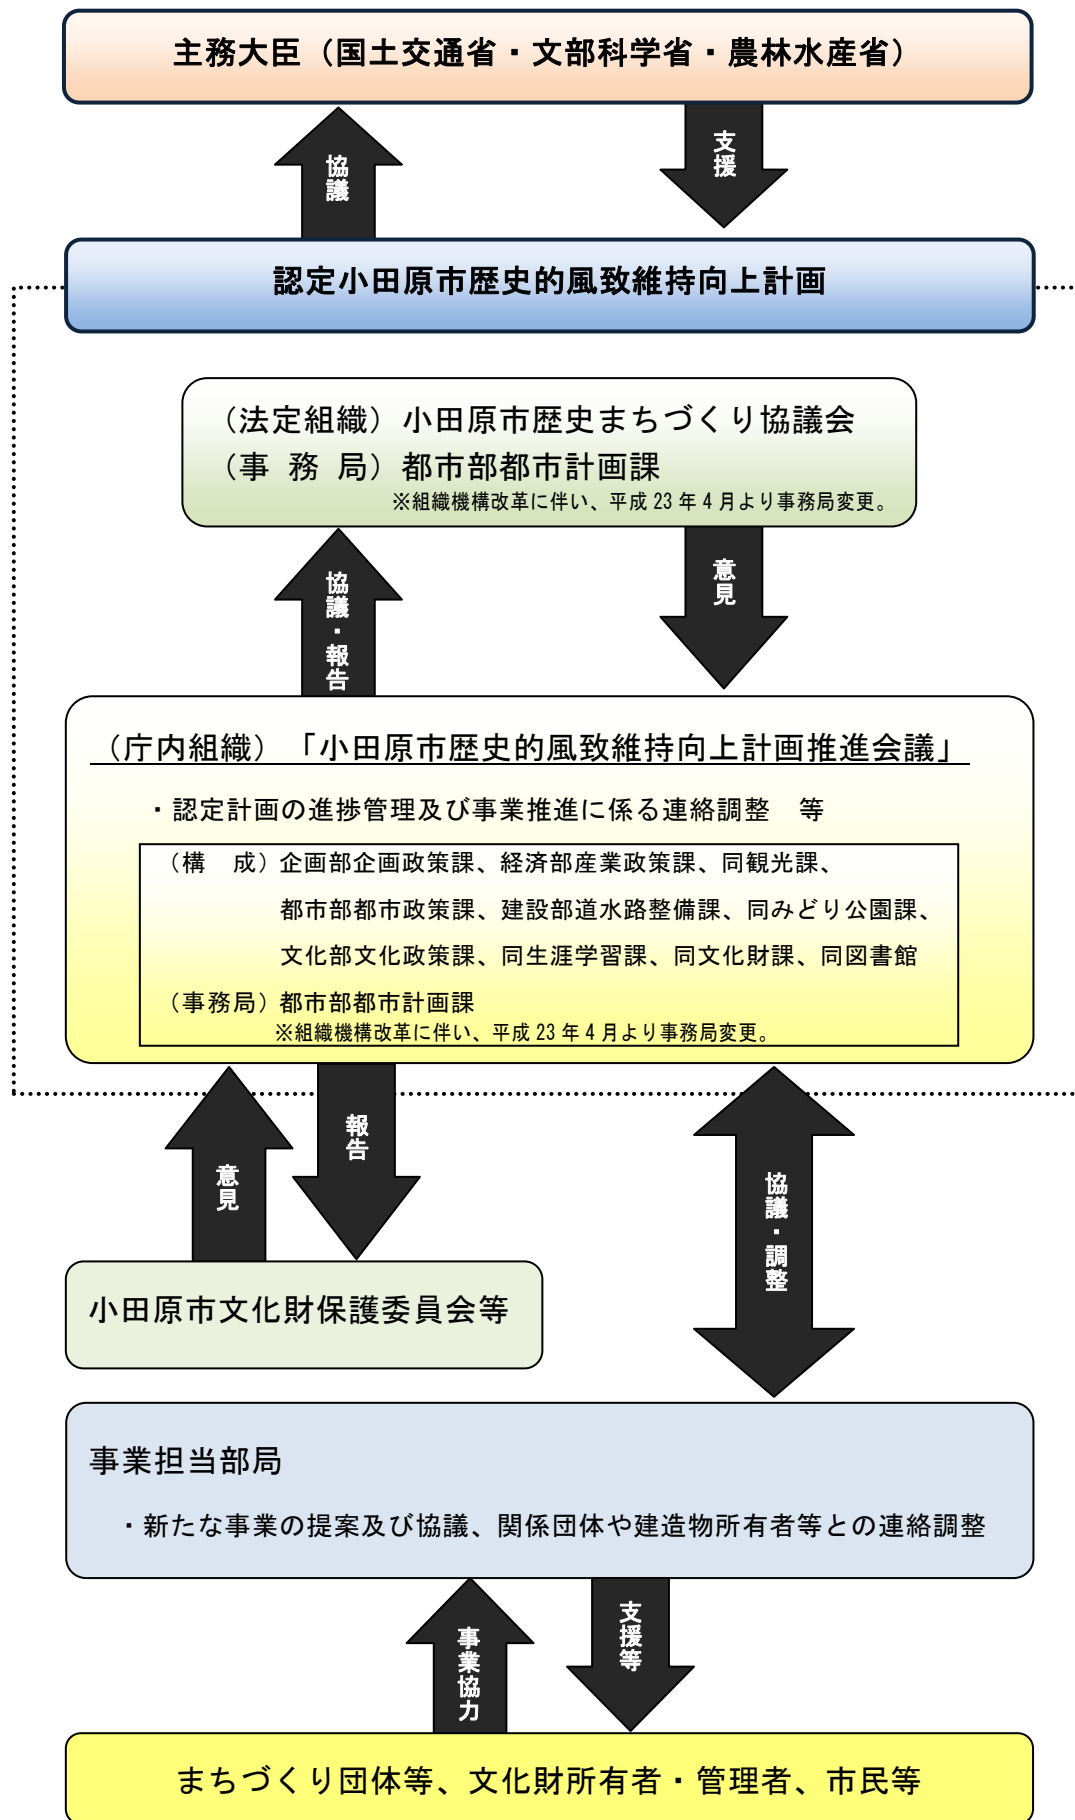 主務大臣（国土交通省・文部科学省・農林水産省）
協議
支援
認定小田原市歴史的風致維持向上計画
（法定組織）小田原市歴史まちづくり協議会
（事 務 局）都市部都市計画課
※組織機構改革に伴い、平成 23 年 4 月より事務局変更。
協議・報告
意見
（庁内組織）「小田原市歴史的風致維持向上計画推進会議」
・認定計画の進捗管理及び事業推進に係る連絡調整　等
（構　成）企画部企画政策課、経済部産業政策課、同観光課、
都市部都市政策課、建設部道水路整備課、同みどり公園課、
文化部文化政策課、同生涯学習課、同文化財課、同図書館
（事務局）都市部都市計画課
※組織機構改革に伴い、平成 23 年 4 月より事務局変更。
意見
報告
協議・調整
小田原市文化財保護委員会等
事業担当部局
・新たな事業の提案及び協議、関係団体や建造物所有者等との連絡調整
事業協力
支援等
まちづくり団体等、文化財所有者・管理者、市民等